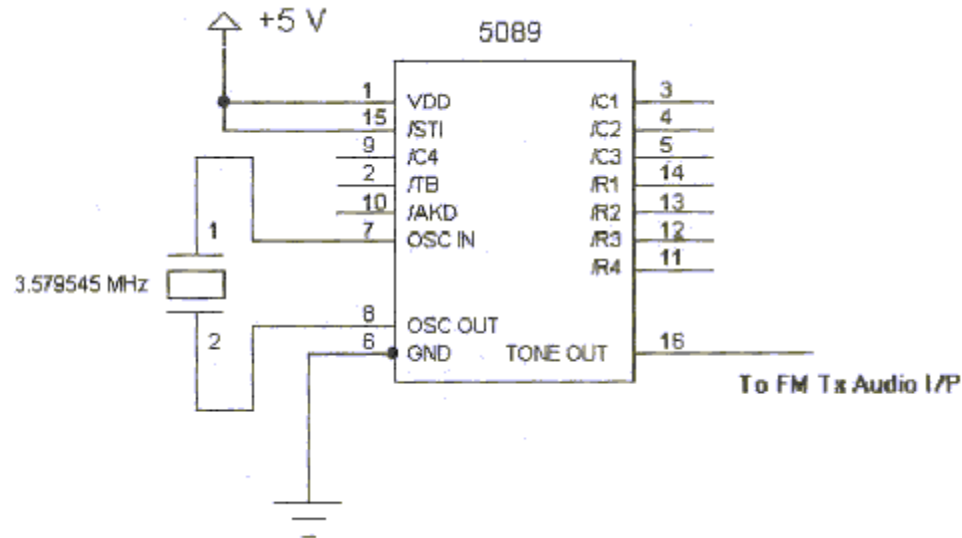 +5 V
5089
1 VDD
15 /STI
9 /C4
2 /TB
10 /AKD
7 OSC IN
8 OSC OUT
6 GND
/C1 3
/C2 4
/C3 5
/R1 14
/R2 13
/R3 12
/R4 11
TONE OUT 16
To FM Tx Audio I/P
1
3.579545 MHz
2